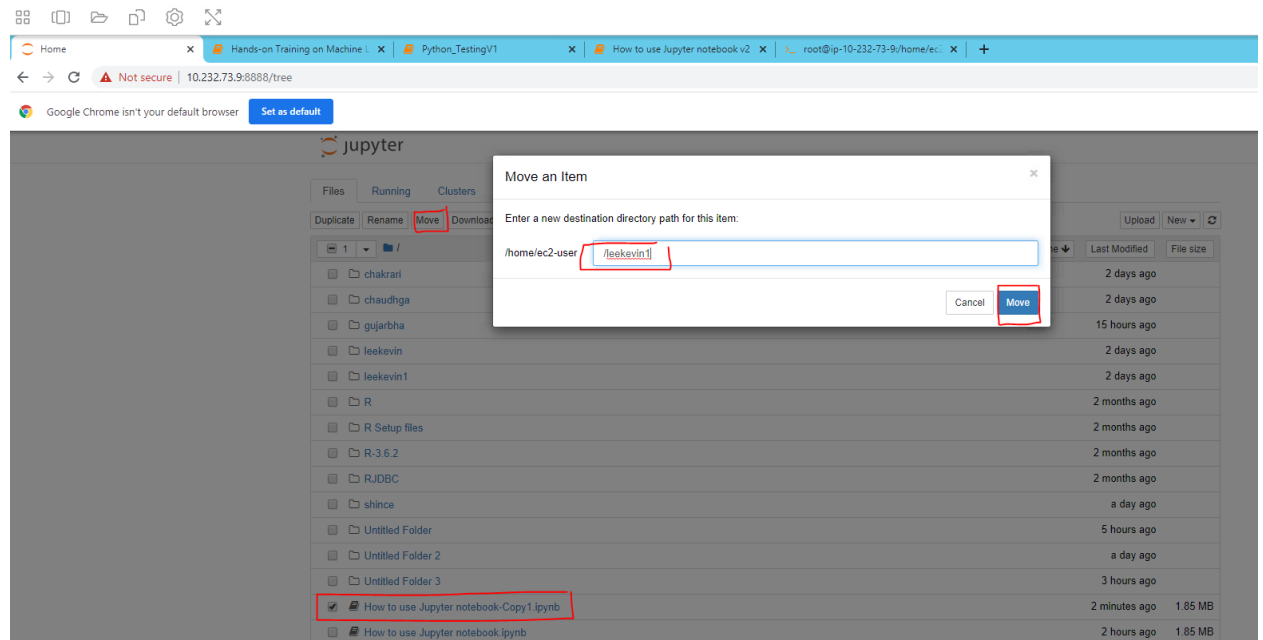 Home
Hands-on Training on Machine L
Python_TestingV1
How to use Jupyter notebook v2
root@ip-10-232-73-9:/home/ec2
Not secure | 10.232.73.9:8888/tree
Google Chrome isn't your default browser
Set as default
jupyter
Files
Running
Clusters
Duplicate
Rename
Move
Download
Upload
New
1
/
Last Modified
File size
Move an Item
Enter a new destination directory path for this item:
/home/ec2-user
/leekevin1
Cancel
Move
chakrari 2 days ago
chaudhga 2 days ago
gujarbha 15 hours ago
leekevin 2 days ago
leekevin1 2 days ago
R 2 months ago
R Setup files 2 months ago
R-3.6.2 2 months ago
RJDBC 2 months ago
shince a day ago
Untitled Folder 5 hours ago
Untitled Folder 2 a day ago
Untitled Folder 3 3 hours ago
How to use Jupyter notebook-Copy1.ipynb 2 minutes ago 1.85 MB
How to use Jupyter notebook.ipynb 2 hours ago 1.85 MB